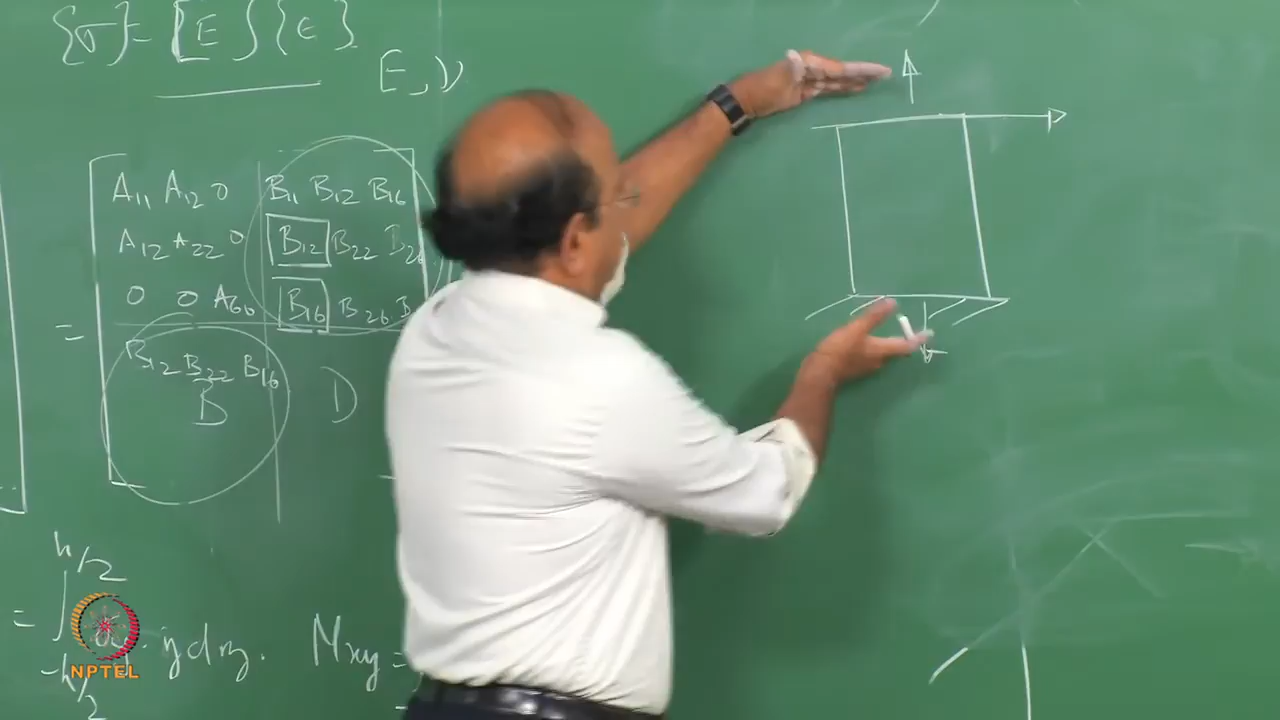 {σ} = [E] {ε}
E, ν
A11 A12 0 B11 B12 B16
A12 A22 0 B12 B22 B26
0 0 A66 B16 B26 B
=
B12 B22 B16
B D
h/2
= ∫ z dz. Mxy =
-h/2
NPTEL